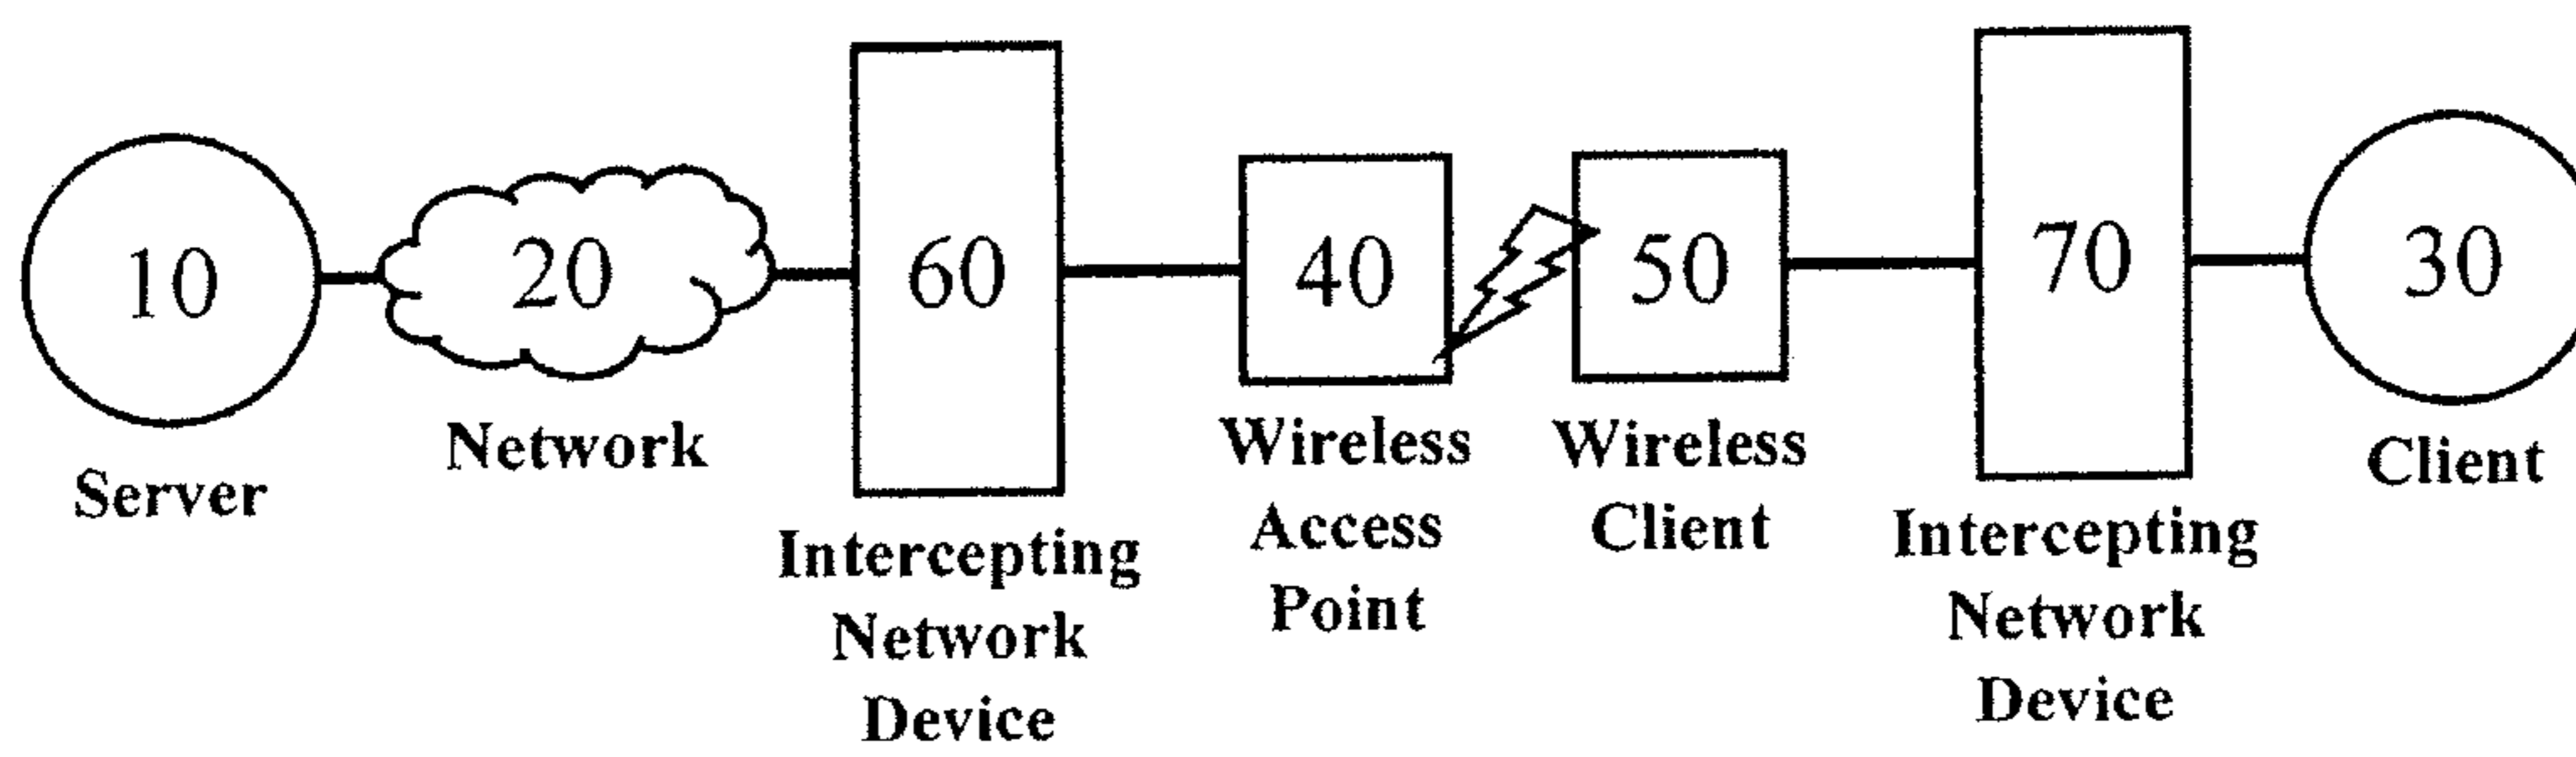 10
20
60
40
50
70
30
Server
Network
Intercepting
Network
Device
Wireless
Access
Point
Wireless
Client
Intercepting
Network
Device
Client